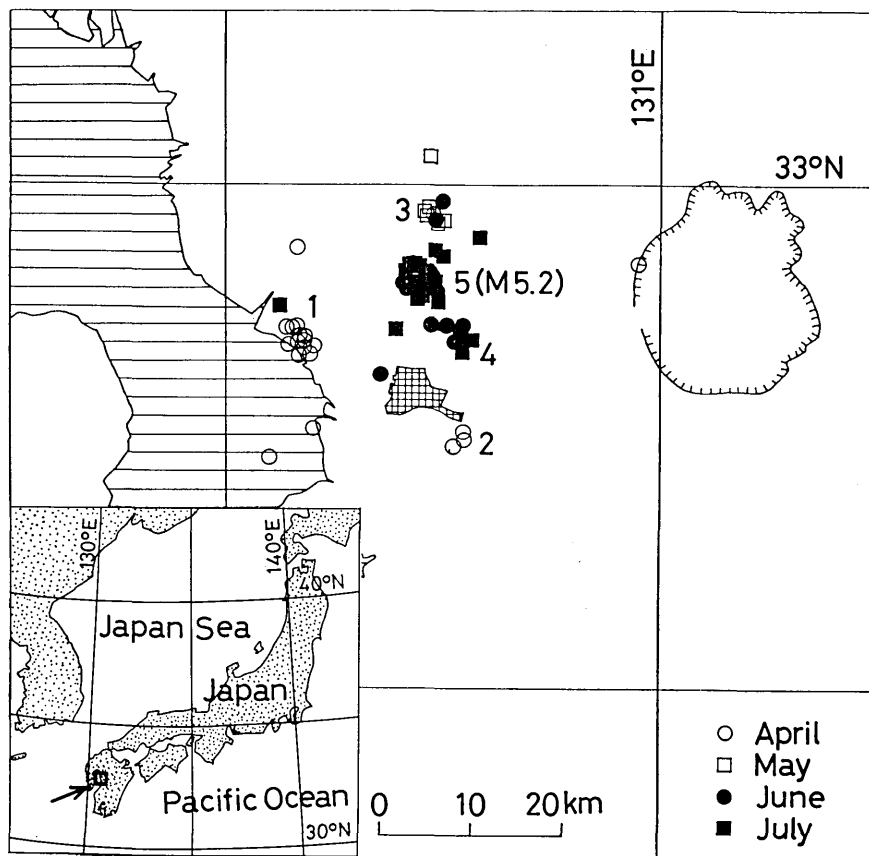 131°E
33°N
3
5(M5.2)
1
4
2
130°E
140°E
40°N
Japan Sea
Japan
Pacific Ocean
30°N
0 10 20km
April
May
June
July